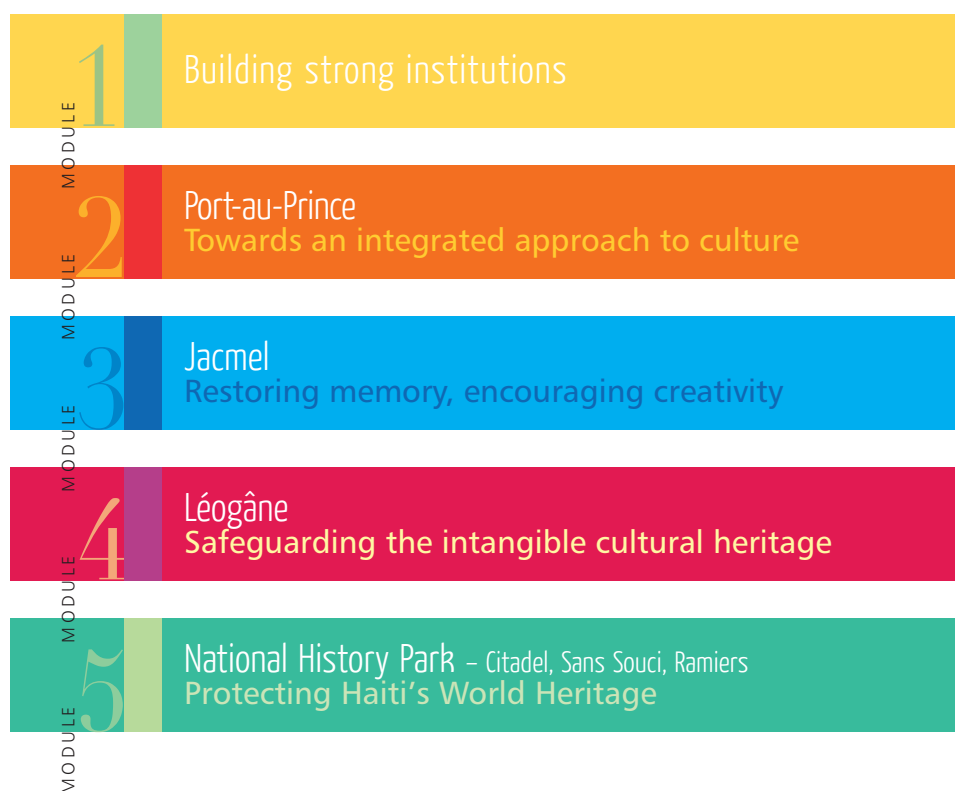 MODULE 1
Building strong institutions
MODULE 2
Port-au-Prince
Towards an integrated approach to culture
MODULE 3
Jacmel
Restoring memory, encouraging creativity
MODULE 4
Léogâne
Safeguarding the intangible cultural heritage
MODULE 5
National History Park – Citadel, Sans Souci, Ramiers
Protecting Haiti's World Heritage